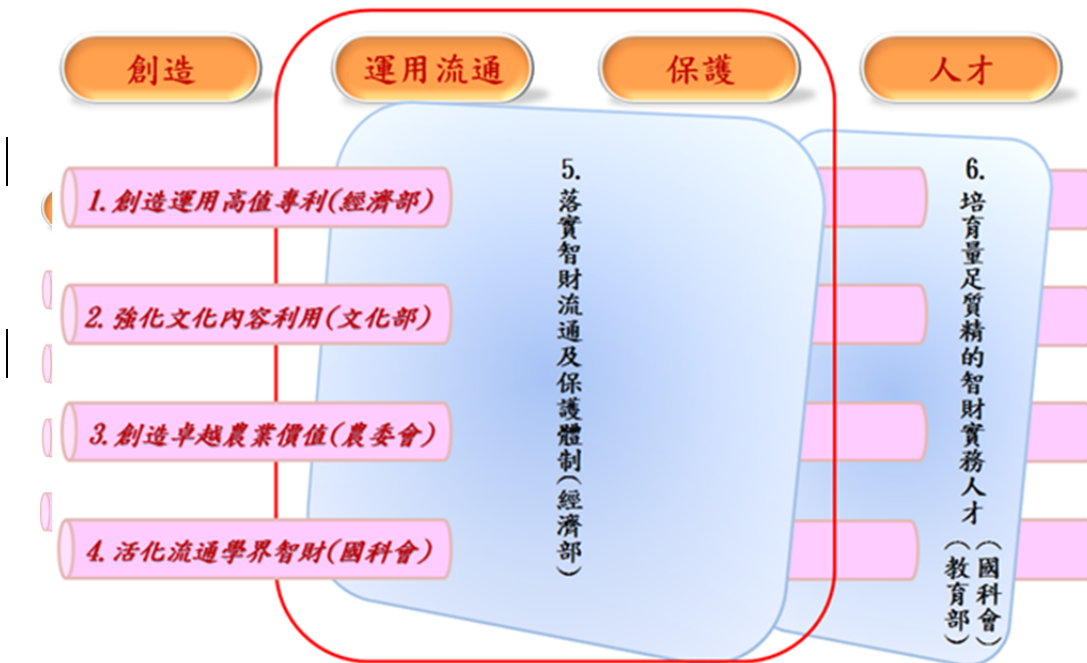 創造
運用流通
保護
人才
1.創造運用高值專利(經濟部)
2.強化文化內容利用(文化部)
3.創造卓越農業價值(農委會)
4.活化流通學界智財(國科會)
5.落實智財流通及保護體制(經濟部)
6.培育量足質精的智財實務人才
(國科會)
(教育部)